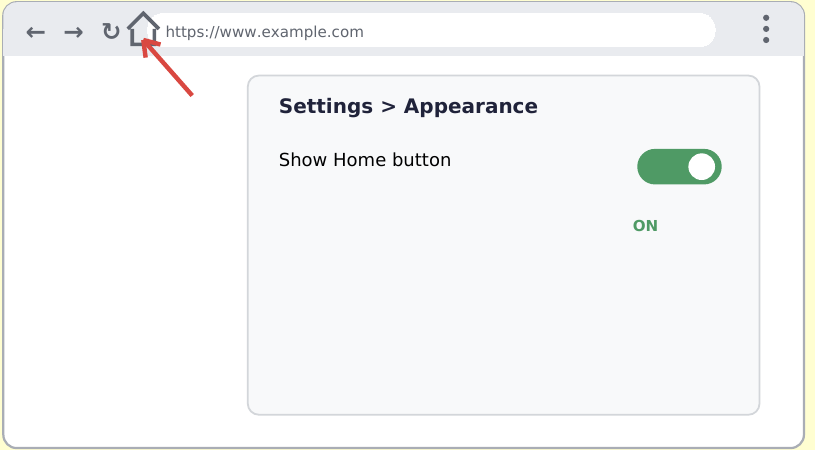 https://www.example.com
Settings > Appearance
Show Home button
ON